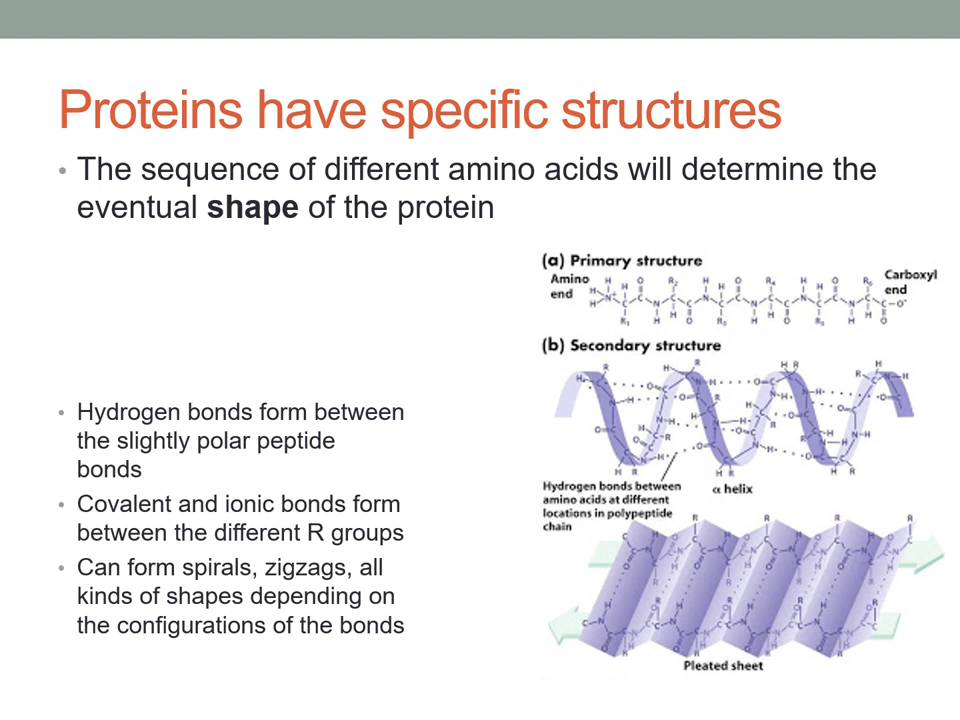 Proteins have specific structures
• The sequence of different amino acids will determine the
eventual shape of the protein
• Hydrogen bonds form between
the slightly polar peptide
bonds
• Covalent and ionic bonds form
between the different R groups
• Can form spirals, zigzags, all
kinds of shapes depending on
the configurations of the bonds
(a) Primary structure
Amino
end
Carboxyl
end
(b) Secondary structure
Hydrogen bonds between
amino acids at different
locations in polypeptide
chain
α helix
Pleated sheet